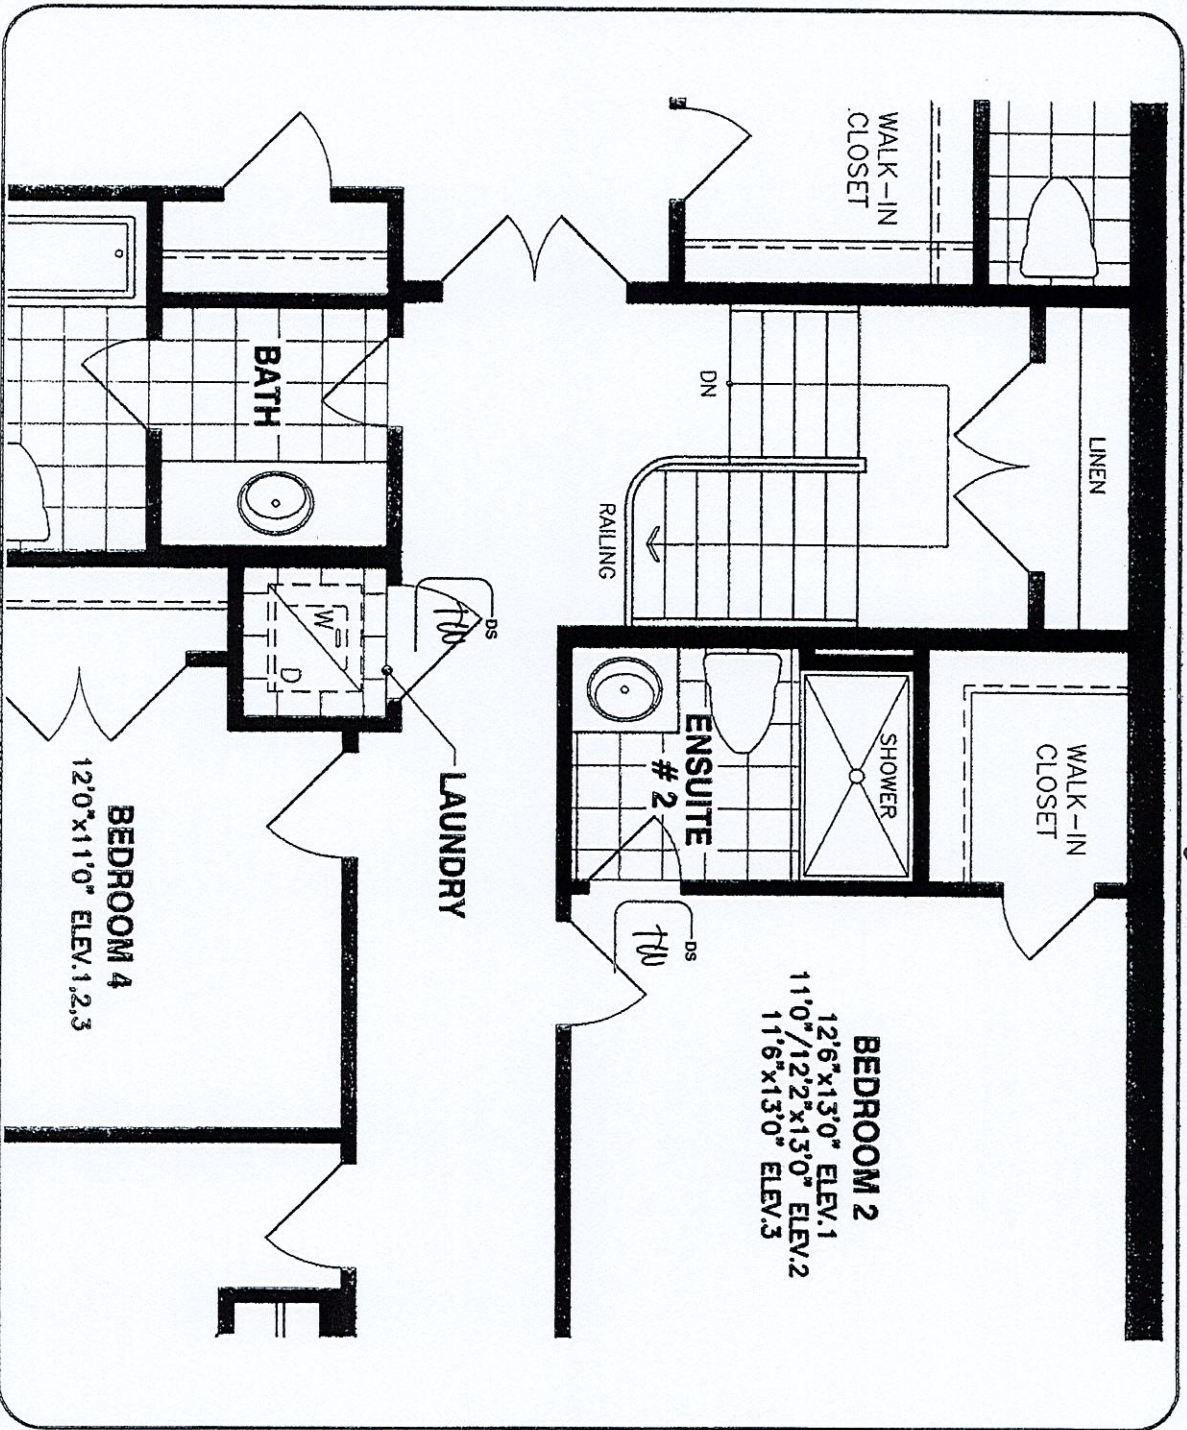 WALK-IN
CLOSET
LINEN
DN
RAILING
BATH
WALK-IN
CLOSET
SHOWER
ENSUITE
#2
DS
W
D
LAUNDRY
DS
BEDROOM 2
12'6"x13'0" ELEV.1
11'0"/12'2"x13'0" ELEV.2
11'6"x13'0" ELEV.3
BEDROOM 4
12'0"x11'0" ELEV.1,2,3